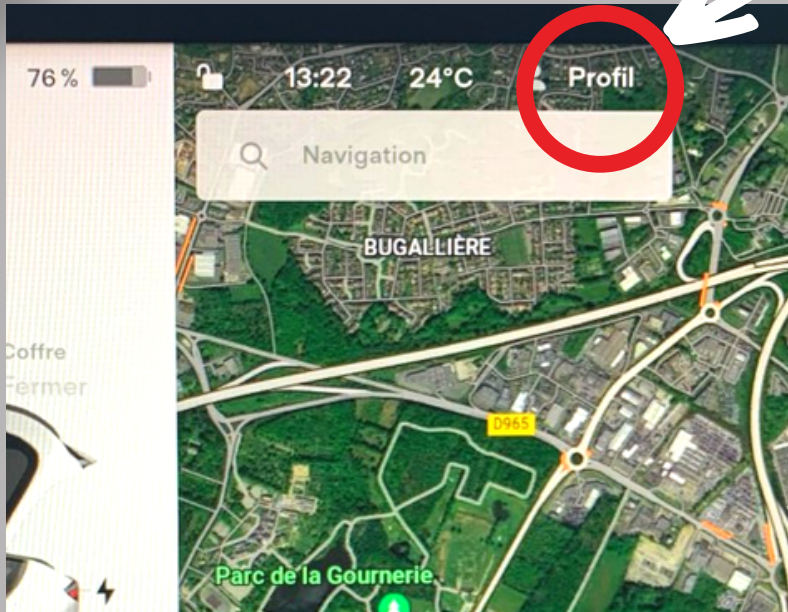 76 %
13:22
24°C
Profil
Navigation
BUGALLIÈRE
Coffre
Fermer
D965
Parc de la Gournerie